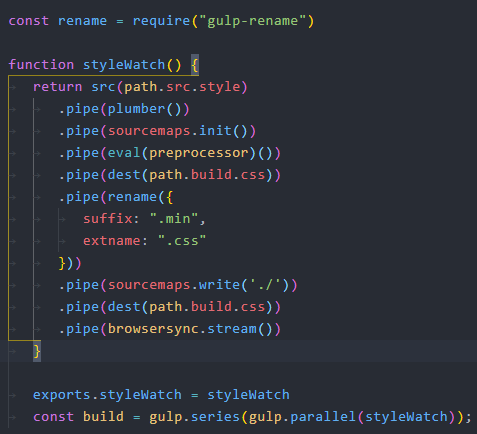 const rename = require("gulp-rename")
function styleWatch() {
return src(path.src.style)
.pipe(plumber())
.pipe(sourcemaps.init())
.pipe(eval(preprocessor)())
.pipe(dest(path.build.css))
.pipe(rename({
suffix: ".min",
extname: ".css"
}))
.pipe(sourcemaps.write('./'))
.pipe(dest(path.build.css))
.pipe(browsersync.stream())
}
exports.styleWatch = styleWatch
const build = gulp.series(gulp.parallel(styleWatch));